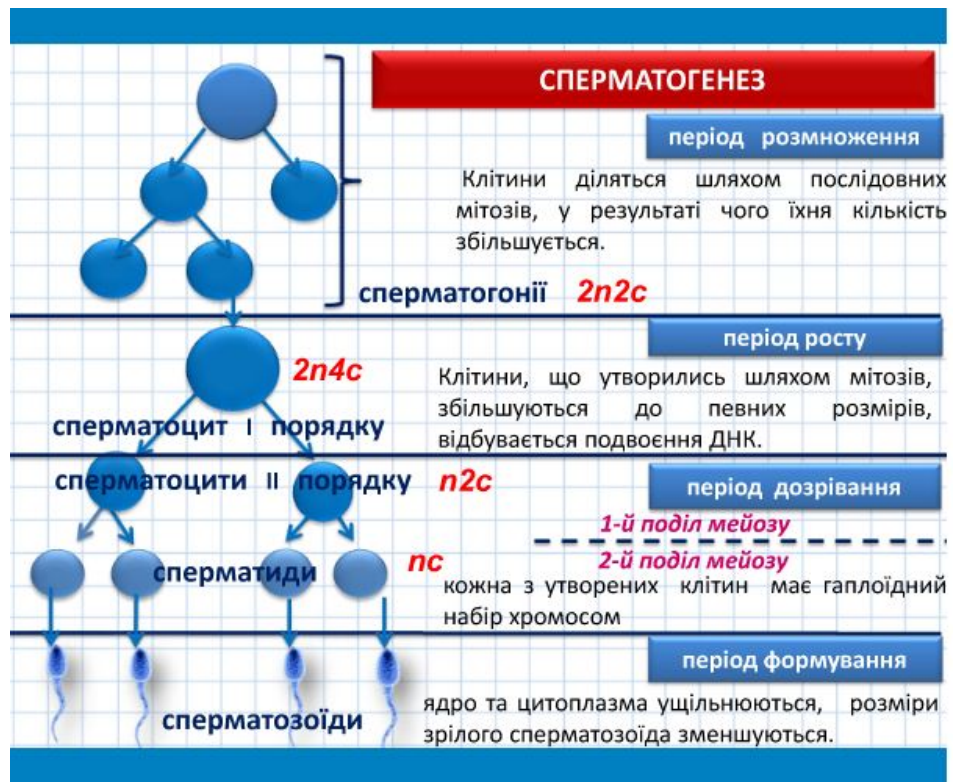 СПЕРМАТОГЕНЕЗ
період розмноження
Клітини діляться шляхом послідовних
мітозів, у результаті чого їхня кількість
збільшується.
сперматогонії 2n2c
період росту
2n4c
Клітини, що утворились шляхом мітозів,
збільшуються до певних розмірів,
відбувається подвоєння ДНК.
сперматоцит І порядку
сперматоцити ІІ порядку n2c
період дозрівання
1-й поділ мейозу
2-й поділ мейозу
сперматиди nc
кожна з утворених клітин має гаплоїдний
набір хромосом
період формування
ядро та цитоплазма ущільнюються, розміри
зрілого сперматозоїда зменшуються.
сперматозоїди